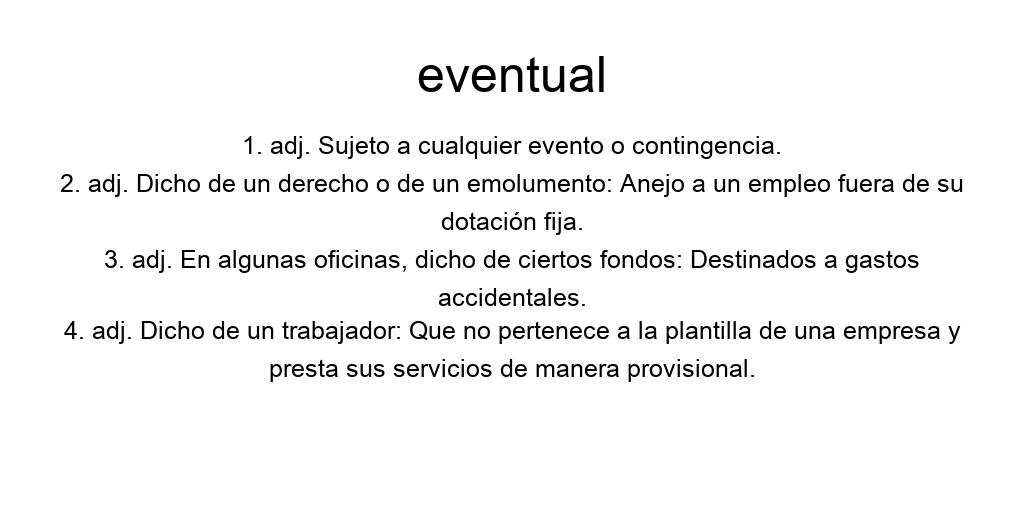 eventual
1. adj. Sujeto a cualquier evento o contingencia.
2. adj. Dicho de un derecho o de un emolumento: Anejo a un empleo fuera de su
dotación fija.
3. adj. En algunas oficinas, dicho de ciertos fondos: Destinados a gastos
accidentales.
4. adj. Dicho de un trabajador: Que no pertenece a la plantilla de una empresa y
presta sus servicios de manera provisional.